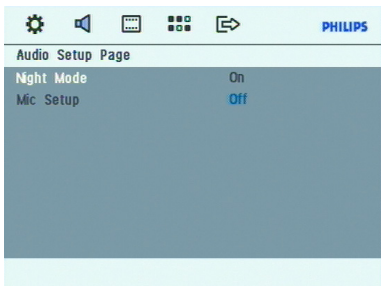 PHILIPS
Audio Setup Page
Night Mode On
Mic Setup Off